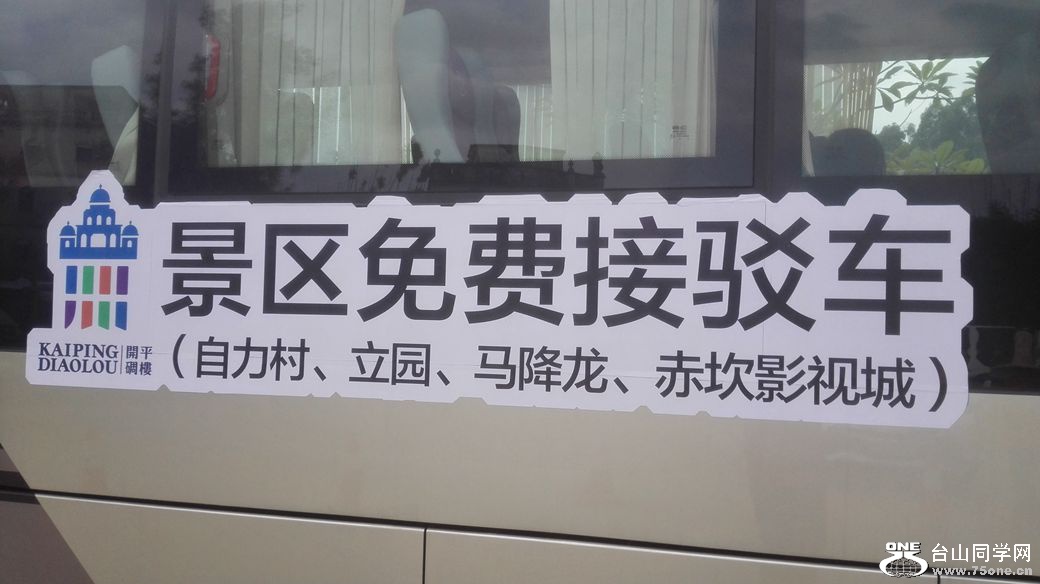 景区免费接驳车
KAIPING DIAOLOU
開平碉樓
（自力村、立园、马降龙、赤坎影视城）
ONE
台山同学网
www.75one.cn